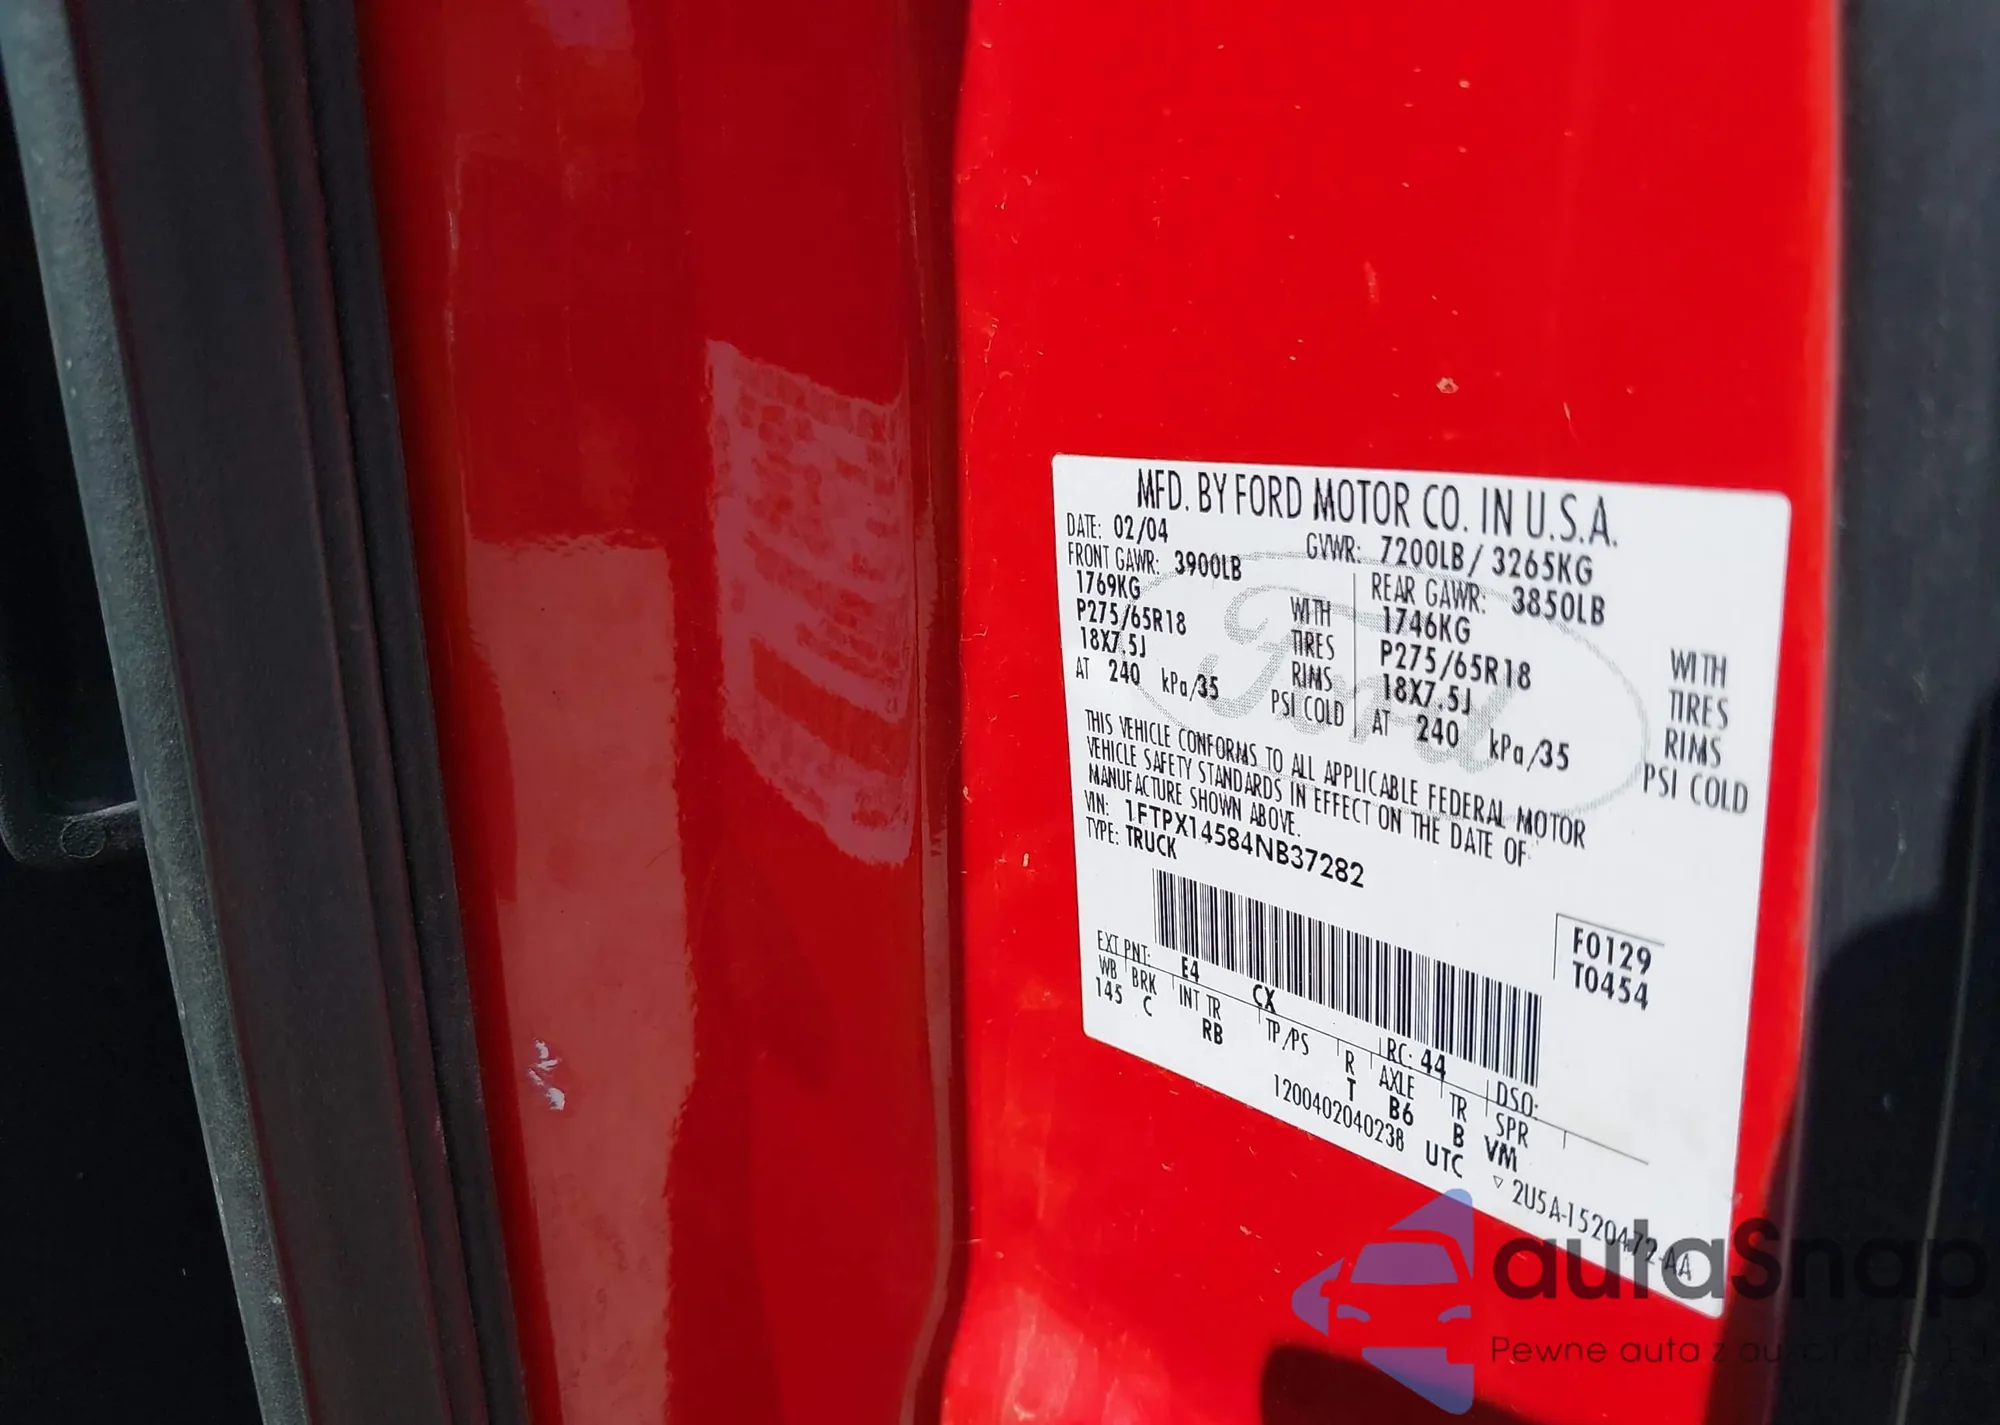 MFD. BY FORD MOTOR CO. IN U.S.A.
DATE: 02/04 GVWR: 7200LB / 3265KG
FRONT GAWR: 3900LB REAR GAWR: 3850LB
1769KG WITH 1746KG WITH
P275/65R18 TIRES P275/65R18 TIRES
18X7.5J RIMS 18X7.5J RIMS
AT 240 kPa/35 PSI COLD AT 240 kPa/35 PSI COLD
Ford
THIS VEHICLE CONFORMS TO ALL APPLICABLE FEDERAL MOTOR
VEHICLE SAFETY STANDARDS IN EFFECT ON THE DATE OF
MANUFACTURE SHOWN ABOVE.
VIN: 1FTPX14584NB37282
TYPE: TRUCK
F0129
T0454
EXT PNT: E4 CX RC: 44 DSO:
WB BRK INT TR TP/PS R AXLE TR SPR
145 C RB T B6 B VM
1200402040238 UTC ▽ 2U5A-1520472-AA
autaSnap
Pewne auta z